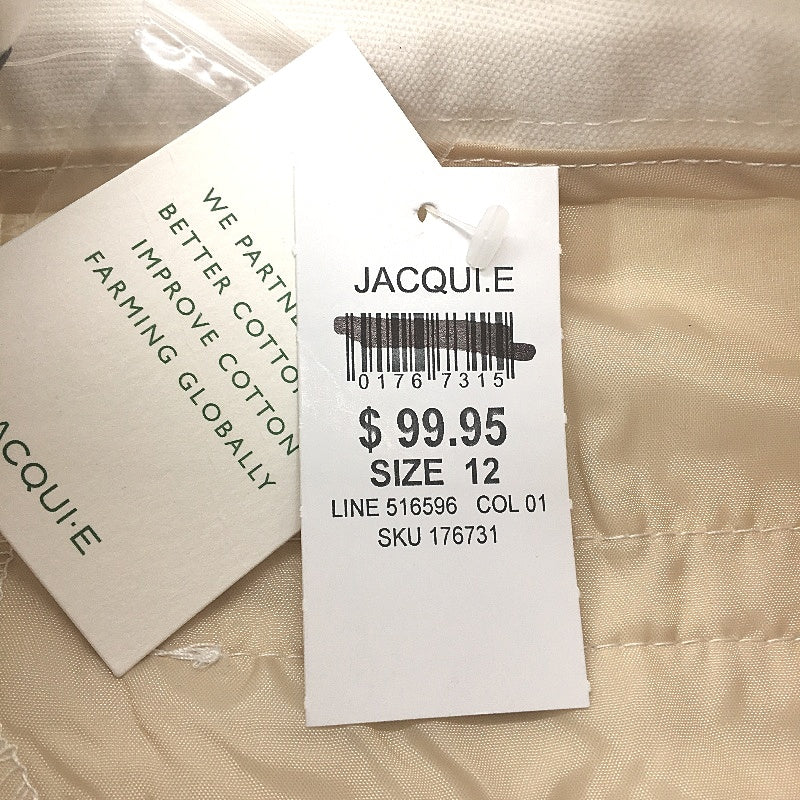 WE PARTNE
BETTER COTTO
IMPROVE COTTON
FARMING GLOBALLY
ACQUI·E
JACQUI.E
0176 7315
$ 99.95
SIZE 12
LINE 516596 COL 01
SKU 176731